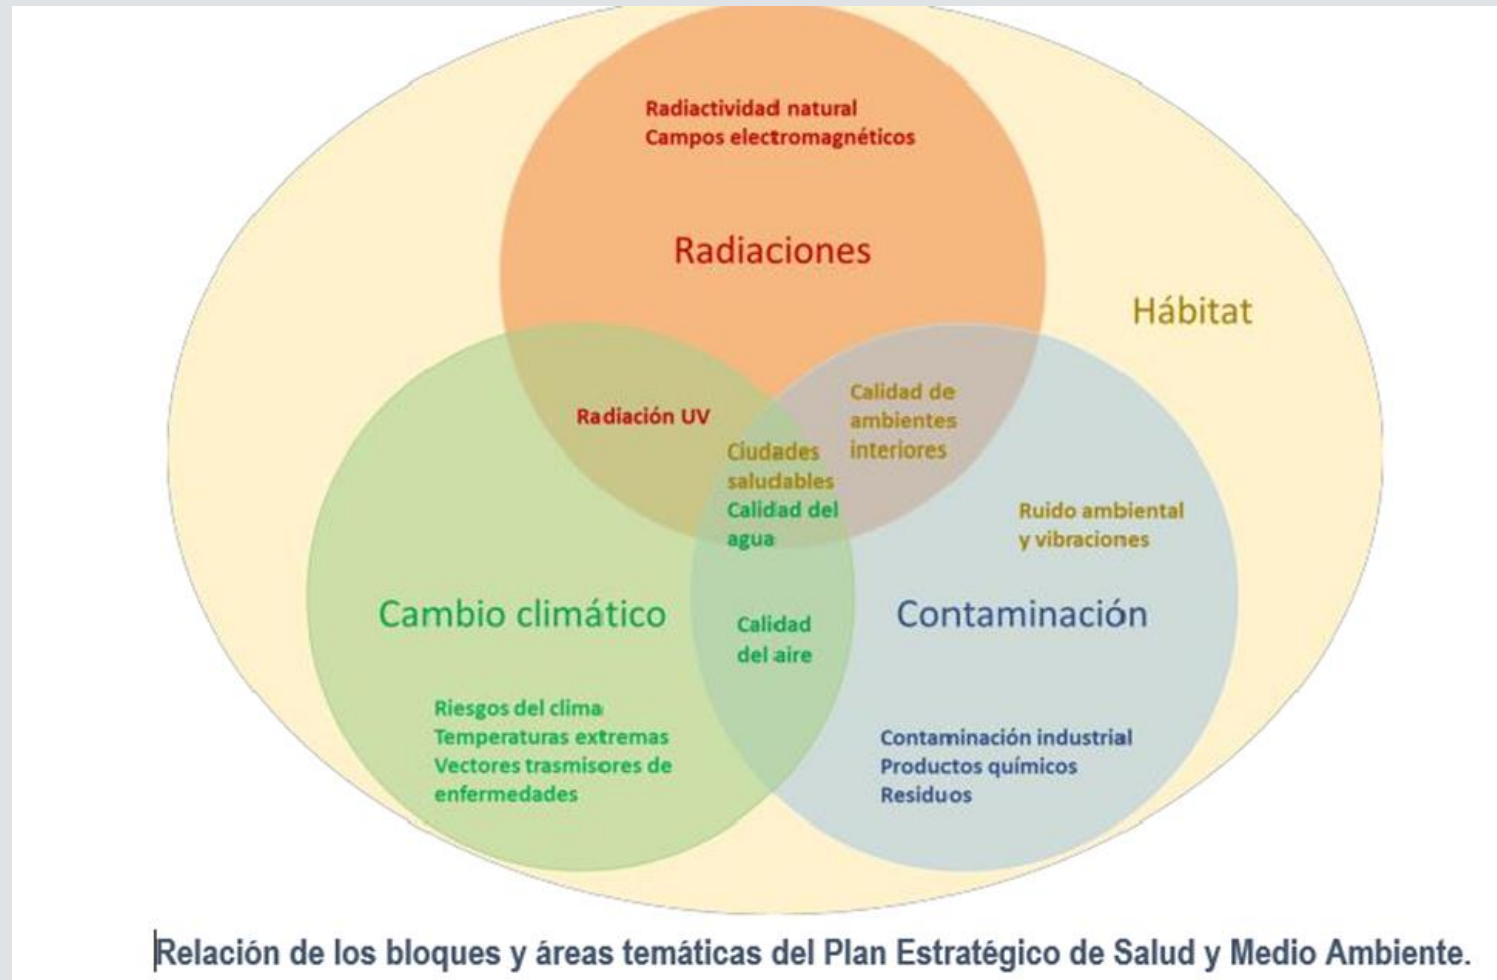 Radiactividad natural
Campos electromagnéticos
Radiaciones
Hábitat
Radiación UV
Calidad de
ambientes
interiores
Ciudades
saludables
Calidad del
agua
Ruido ambiental
y vibraciones
Cambio climático
Calidad
del aire
Contaminación
Riesgos del clima
Temperaturas extremas
Vectores trasmisores de
enfermedades
Contaminación industrial
Productos químicos
Residuos
Relación de los bloques y áreas temáticas del Plan Estratégico de Salud y Medio Ambiente.